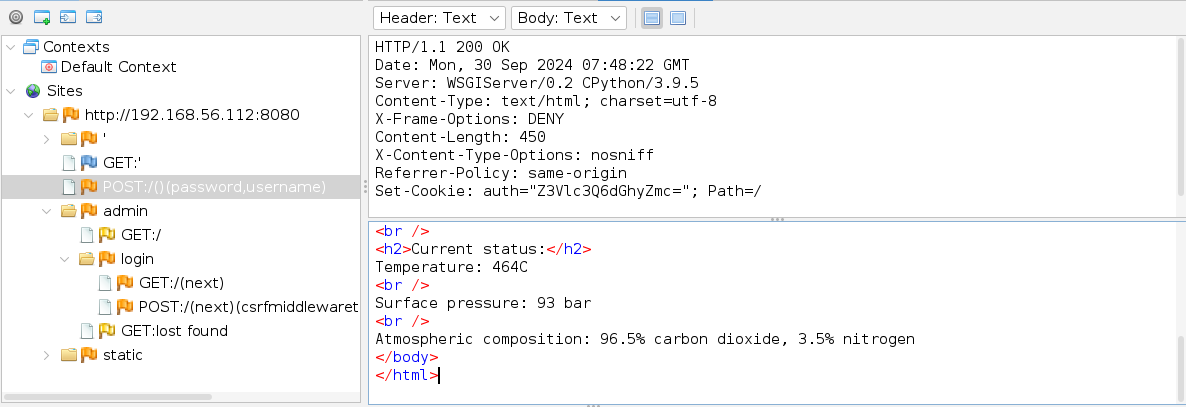 Header: Text Body: Text
Contexts
Default Context
Sites
http://192.168.56.112:8080
'
GET:'
POST:/()(password,username)
admin
GET:/
login
GET:/(next)
POST:/(next)(csrfmiddlewaret
GET:lost found
static
HTTP/1.1 200 OK
Date: Mon, 30 Sep 2024 07:48:22 GMT
Server: WSGIServer/0.2 CPython/3.9.5
Content-Type: text/html; charset=utf-8
X-Frame-Options: DENY
Content-Length: 450
X-Content-Type-Options: nosniff
Referrer-Policy: same-origin
Set-Cookie: auth="Z3Vlc3Q6dGhyZmc="; Path=/
<br />
<h2>Current status:</h2>
Temperature: 464C
<br />
Surface pressure: 93 bar
<br />
Atmospheric composition: 96.5% carbon dioxide, 3.5% nitrogen
</body>
</html>